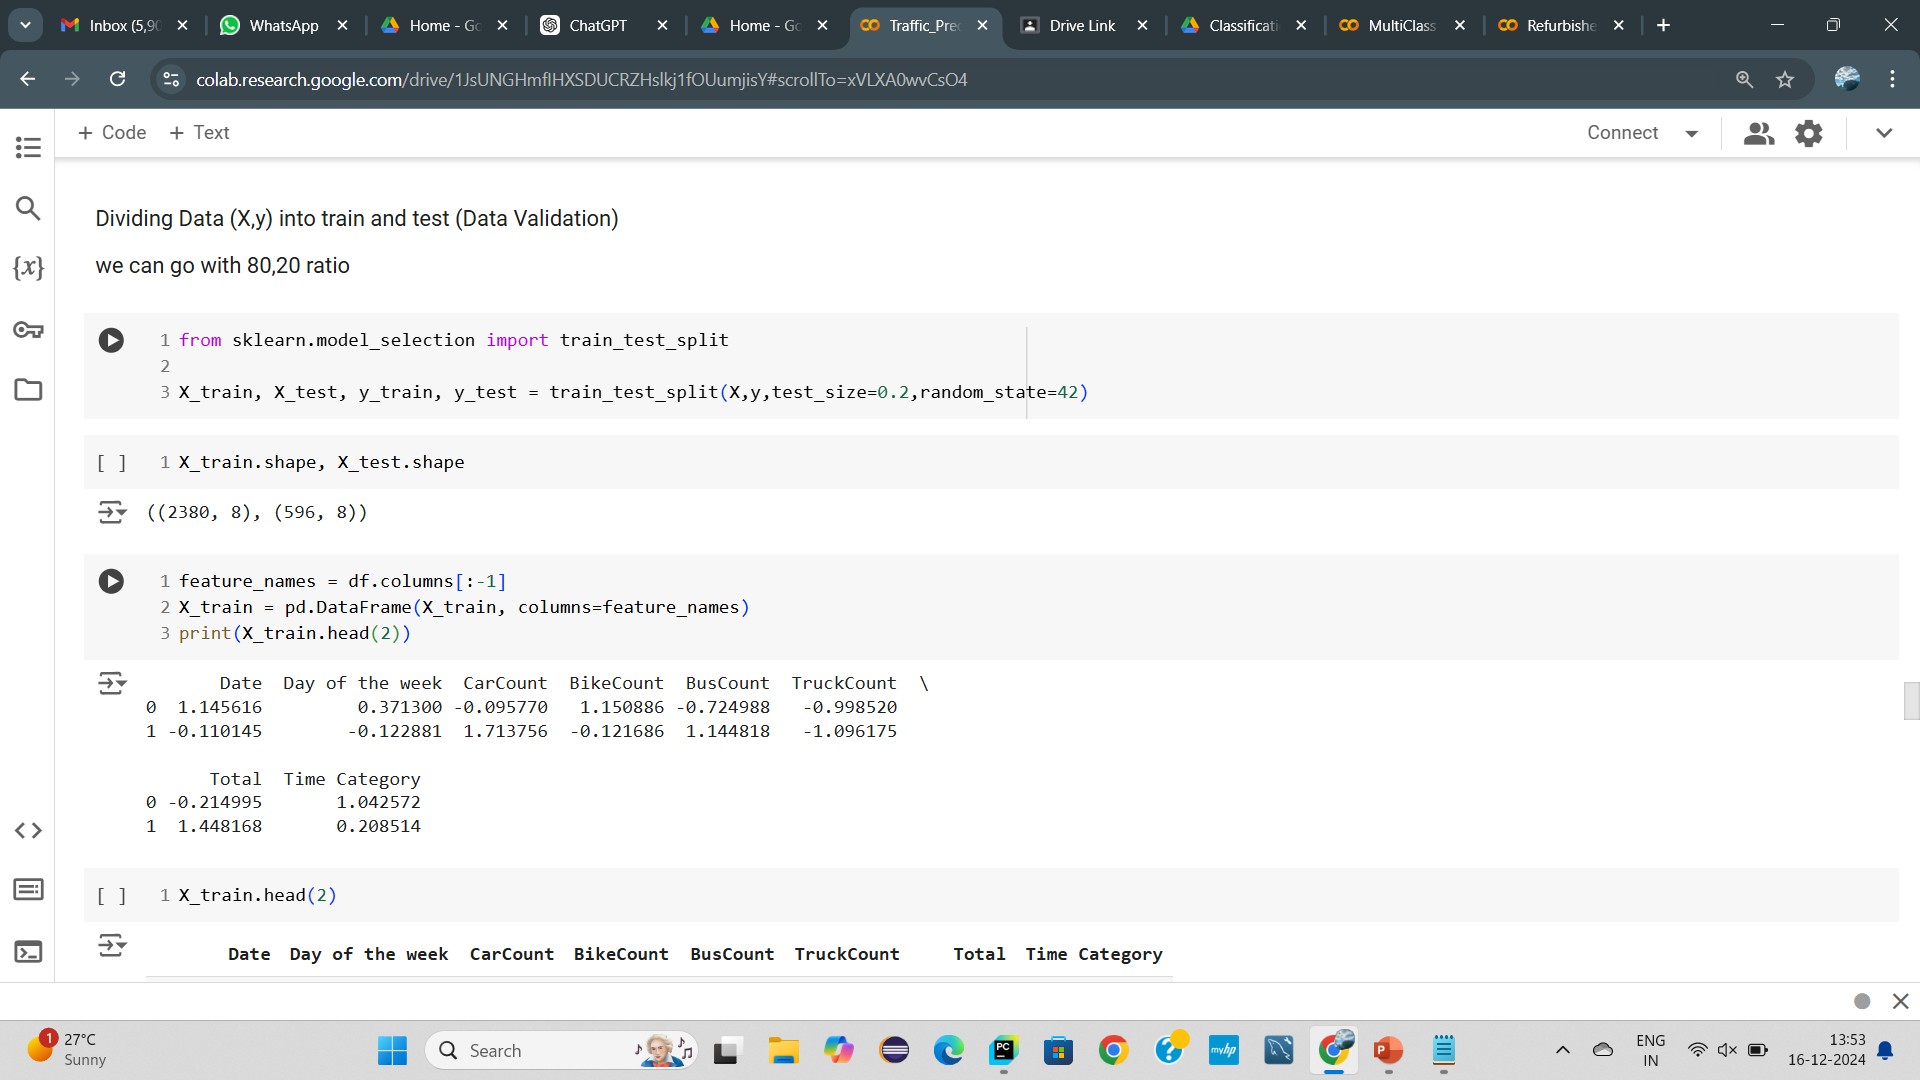 Inbox (5,90
WhatsApp
Home - Go
ChatGPT
Home - Go
Traffic_Prec
Drive Link
Classificati
MultiClass
Refurbishe
colab.research.google.com/drive/1JsUNGHmfIHXSDUCRZHslkj1fOUumjisY#scrollTo=xVLXA0wvCsO4
+ Code + Text
Connect
Dividing Data (X,y) into train and test (Data Validation)
we can go with 80,20 ratio
1 from sklearn.model_selection import train_test_split
2
3 X_train, X_test, y_train, y_test = train_test_split(X,y,test_size=0.2,random_state=42)
[ ] 1 X_train.shape, X_test.shape
((2380, 8), (596, 8))
1 feature_names = df.columns[:-1]
2 X_train = pd.DataFrame(X_train, columns=feature_names)
3 print(X_train.head(2))
Date Day of the week CarCount BikeCount BusCount TruckCount \
0 1.145616 0.371300 -0.095770 1.150886 -0.724988 -0.998520
1 -0.110145 -0.122881 1.713756 -0.121686 1.144818 -1.096175
Total Time Category
0 -0.214995 1.042572
1 1.448168 0.208514
[ ] 1 X_train.head(2)
Date Day of the week CarCount BikeCount BusCount TruckCount Total Time Category
{x}
1
27°C
Sunny
Search
PC
myhp
P
ENG
IN
13:53
16-12-2024